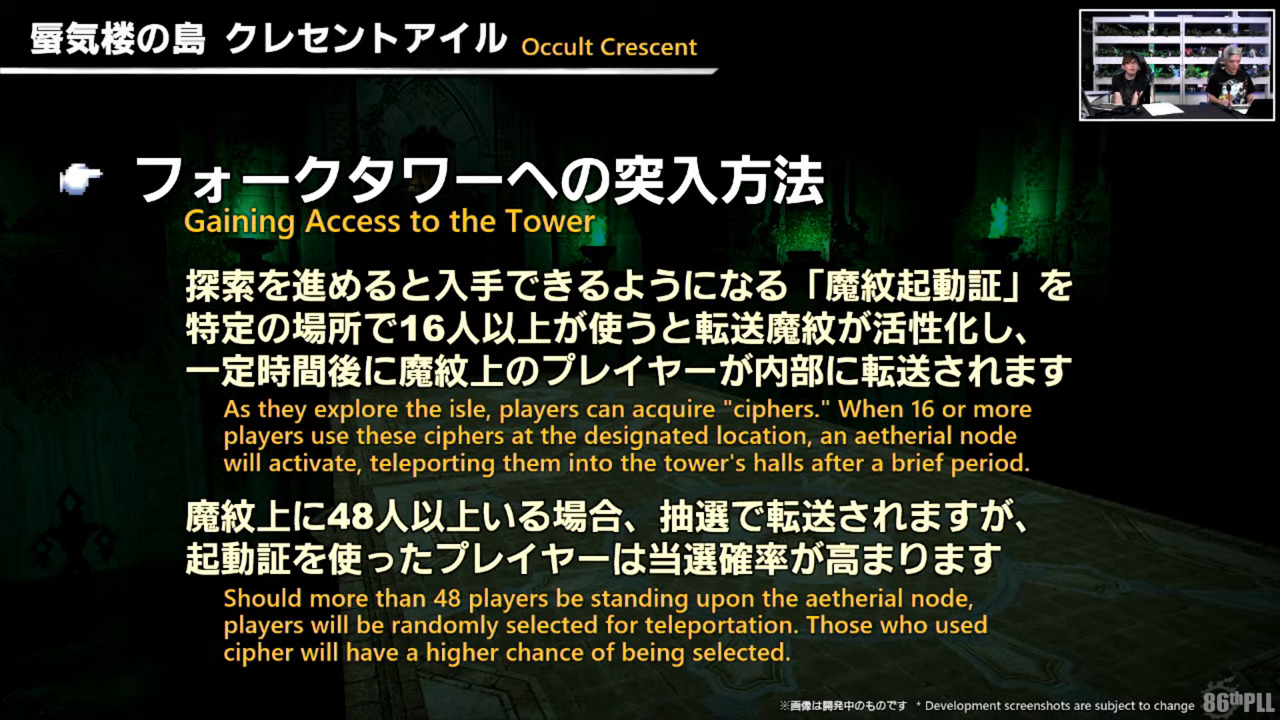 蜃気楼の島 クレセントアイル Occult Crescent
フォークタワーへの突入方法
Gaining Access to the Tower
探索を進めると入手できるようになる「魔紋起動証」を
特定の場所で16人以上が使うと転送魔紋が活性化し、
一定時間後に魔紋上のプレイヤーが内部に転送されます
As they explore the isle, players can acquire "ciphers." When 16 or more
players use these ciphers at the designated location, an aetherial node
will activate, teleporting them into the tower's halls after a brief period.
魔紋上に48人以上いる場合、抽選で転送されますが、
起動証を使ったプレイヤーは当選確率が高まります
Should more than 48 players be standing upon the aetherial node,
players will be randomly selected for teleportation. Those who used
cipher will have a higher chance of being selected.
※画像は開発中のものです * Development screenshots are subject to change
86thPLL